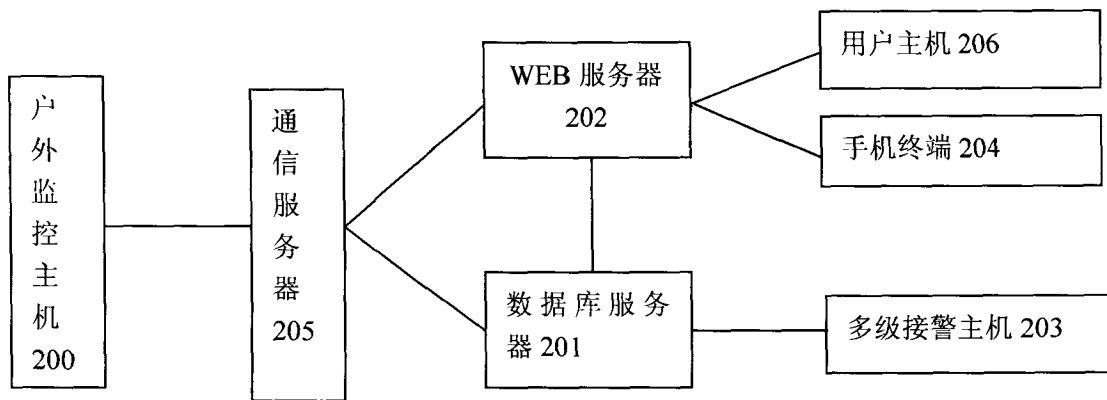 户
外
监
控
主
机
200
通
信
服
务
器
205
WEB 服务器
202
数据库服务
器 201
用户主机 206
手机终端 204
多级接警主机 203